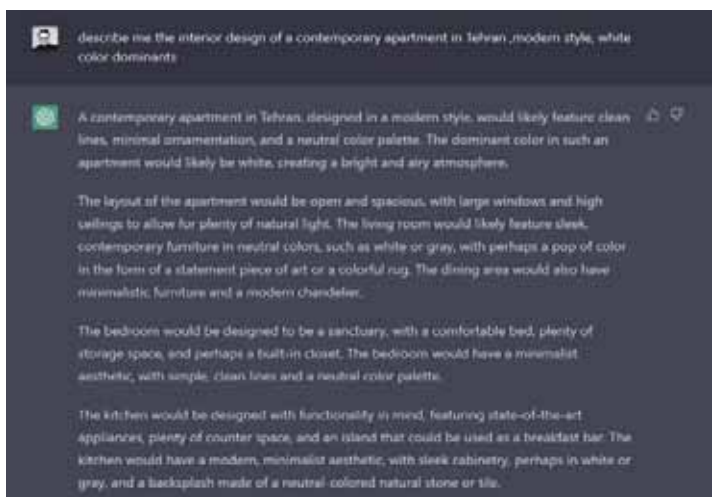 describe me the interior design of a contemporary apartment in Tehran ,modern style, white
color dominants
A contemporary apartment in Tehran, designed in a modern style, would likely feature clean
lines, minimal ornamentation, and a neutral color palette. The dominant color in such an
apartment would likely be white, creating a bright and airy atmosphere.
The layout of the apartment would be open and spacious, with large windows and high
ceilings to allow for plenty of natural light. The living room would likely feature sleek,
contemporary furniture in neutral colors, such as white or gray, with perhaps a pop of color
in the form of a statement piece of art or a colorful rug. The dining area would also have
minimalistic furniture and a modern chandelier.
The bedroom would be designed to be a sanctuary, with a comfortable bed, plenty of
storage space, and perhaps a built-in closet. The bedroom would have a minimalist
aesthetic, with simple, clean lines and a neutral color palette.
The kitchen would be designed with functionality in mind, featuring state-of-the-art
appliances, plenty of counter space, and an island that could be used as a breakfast bar. The
kitchen would have a modern, minimalist aesthetic, with sleek cabinetry, perhaps in white or
gray, and a backsplash made of a neutral-colored natural stone or tile.